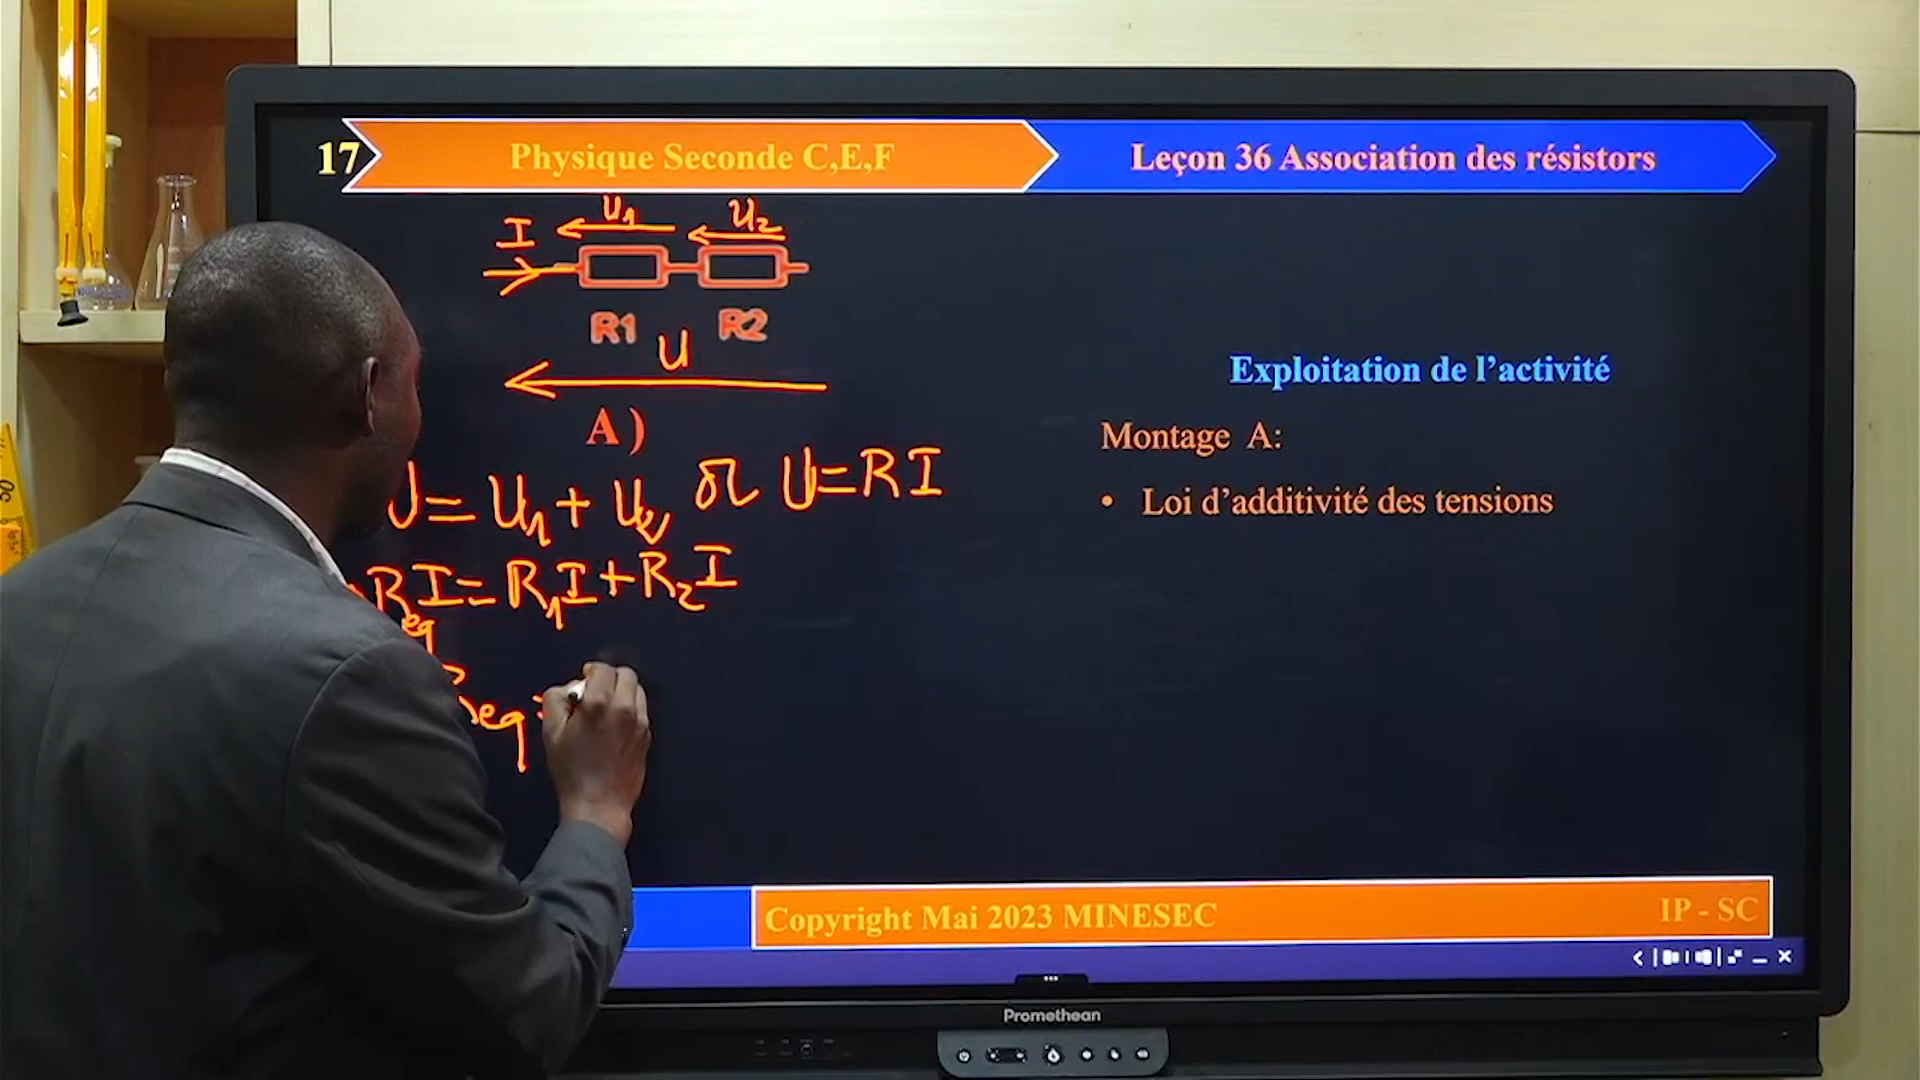 17
Physique Seconde C,E,F
Leçon 36 Association des résistors
I
U1
U2
R1
R2
U
A )
U=U1+U2 or U=RI
RI=R1I+R2I
eq
Req=
Exploitation de l’activité
Montage A:
• Loi d’additivité des tensions
Copyright Mai 2023 MINESEC
IP - SC
Promethean